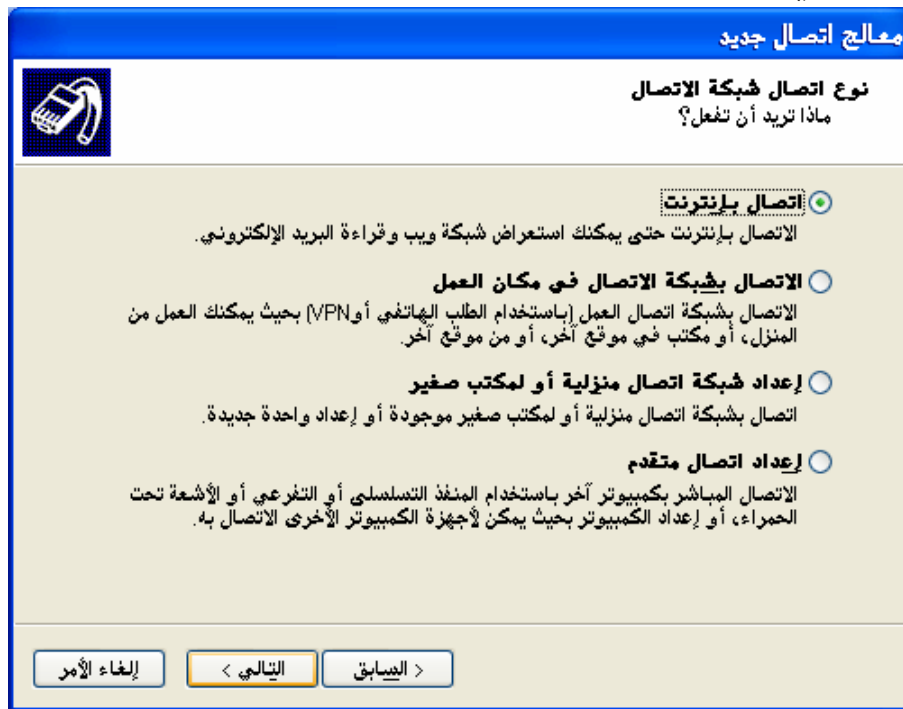 معالج اتصال جديد
نوع اتصال شبكة الاتصال
ماذا تريد أن تفعل؟
اتصال بإنترنت
الاتصال بإنترنت حتى يمكنك استعراض شبكة ويب وقراءة البريد الإلكتروني.
الاتصال بشبكة الاتصال في مكان العمل
الاتصال بشبكة اتصال العمل (باستخدام الطلب الهاتفي أوVPN) بحيث يمكنك العمل من
المنزل، أو مكتب في موقع آخر، أو من موقع آخر.
إعداد شبكة اتصال منزلية أو لمكتب صغير
اتصال بشبكة اتصال منزلية أو لمكتب صغير موجودة أو إعداد واحدة جديدة.
إعداد اتصال متقدم
الاتصال المباشر بكمبيوتر آخر باستخدام المنفذ التسلسلي أو التفرعي أو الأشعة تحت
الحمراء، أو إعداد الكمبيوتر بحيث يمكن لأجهزة الكمبيوتر الأخرى الاتصال به.
< السابق التالي > إلغاء الأمر